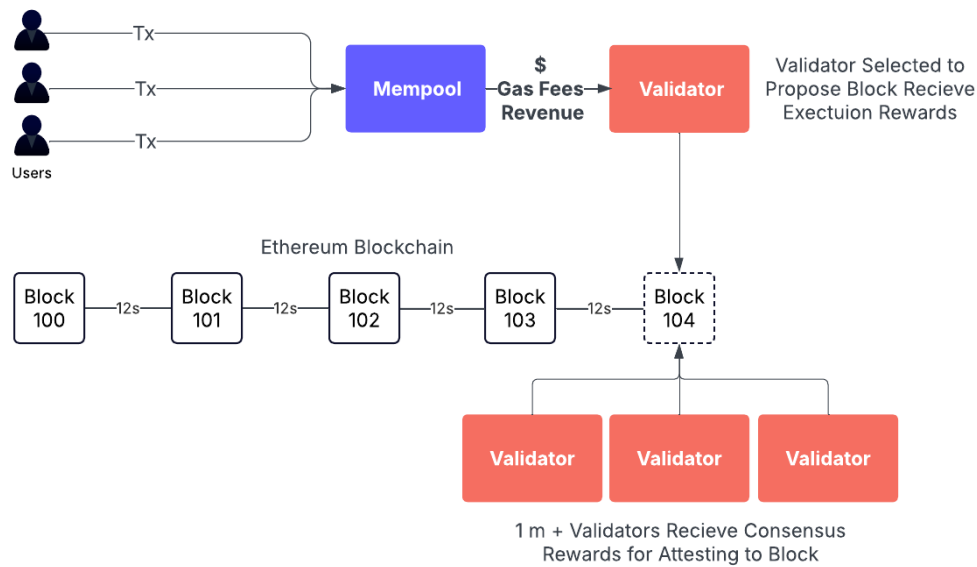 Tx
Tx
Tx
Users
Mempool
$
Gas Fees
Revenue
Validator
Validator Selected to
Propose Block Recieve
Exectuion Rewards
Ethereum Blockchain
Block
100
12s
Block
101
12s
Block
102
12s
Block
103
12s
Block
104
Validator
Validator
Validator
1 m + Validators Recieve Consensus
Rewards for Attesting to Block